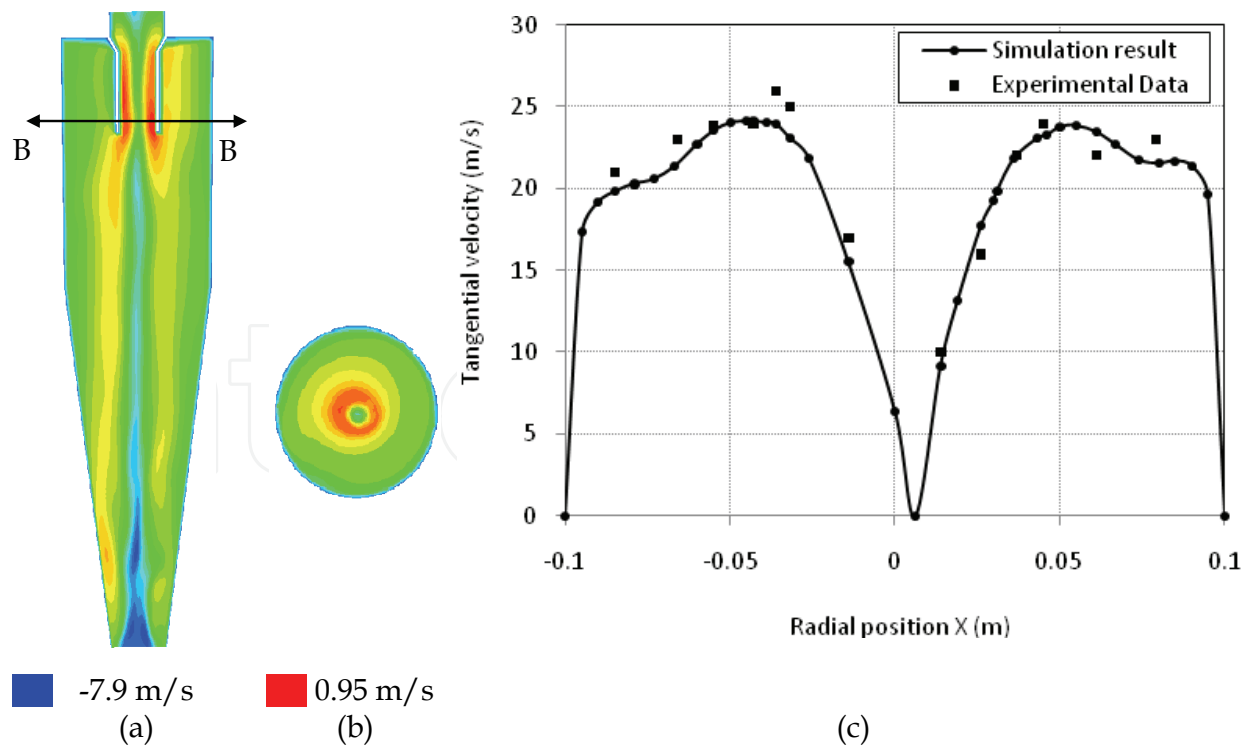 B B
-7.9 m/s 0.95 m/s
(a) (b)
30
25
20
15
10
5
0
Tangential velocity (m/s)
Simulation result
Experimental Data
-0.1 -0.05 0 0.05 0.1
Radial position X (m)
(c)